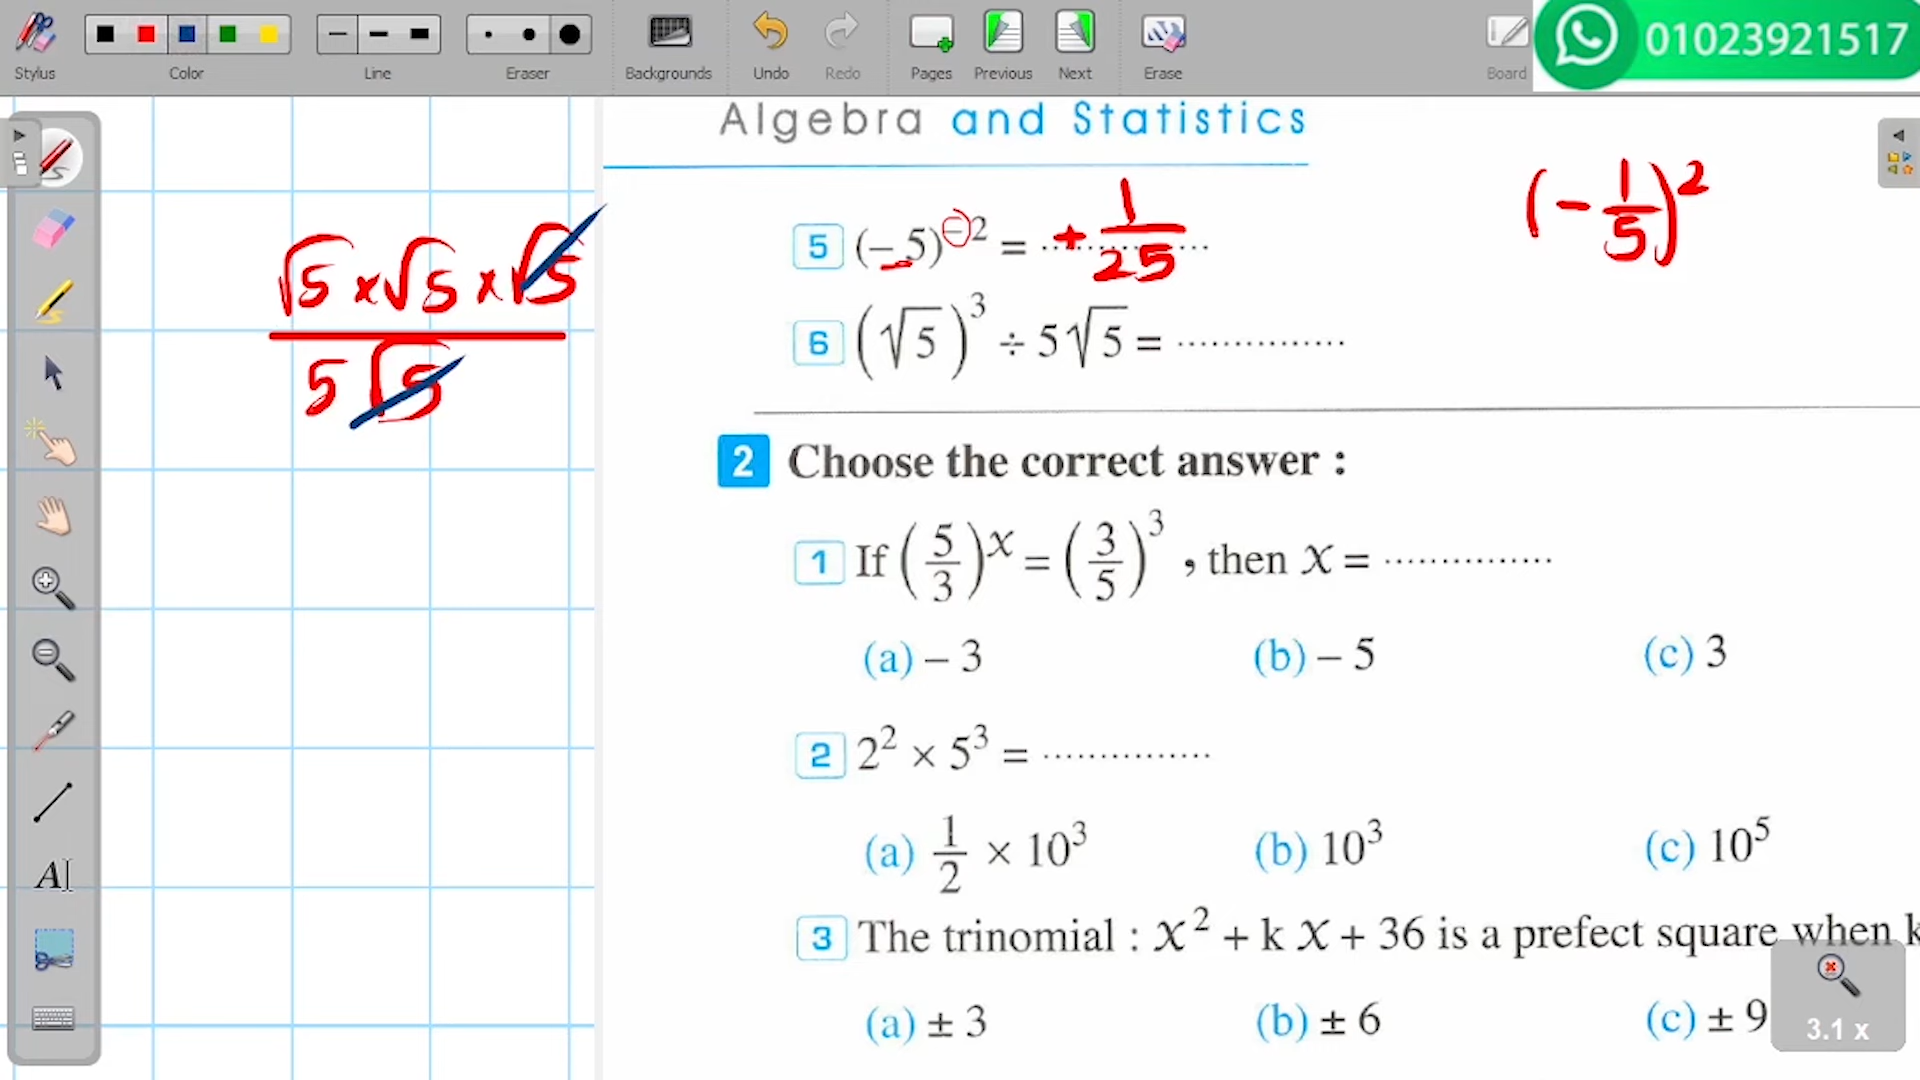 Stylus Color Line Eraser Backgrounds Undo Redo Pages Previous Next Erase Board
01023921517
Algebra and Statistics
5 (– 5)⁻² = + 1/25
(- 1/5)²
√5 × √5 × √5
5 √5
6 (√5)³ ÷ 5 √5 = ...............
2 Choose the correct answer :
1 If (5/3)^x = (3/5)³ , then x = ...............
(a) – 3 (b) – 5 (c) 3
2 2² × 5³ = ...............
(a) 1/2 × 10³ (b) 10³ (c) 10⁵
3 The trinomial : x² + k x + 36 is a prefect square when k
(a) ± 3 (b) ± 6 (c) ± 9
3.1 x